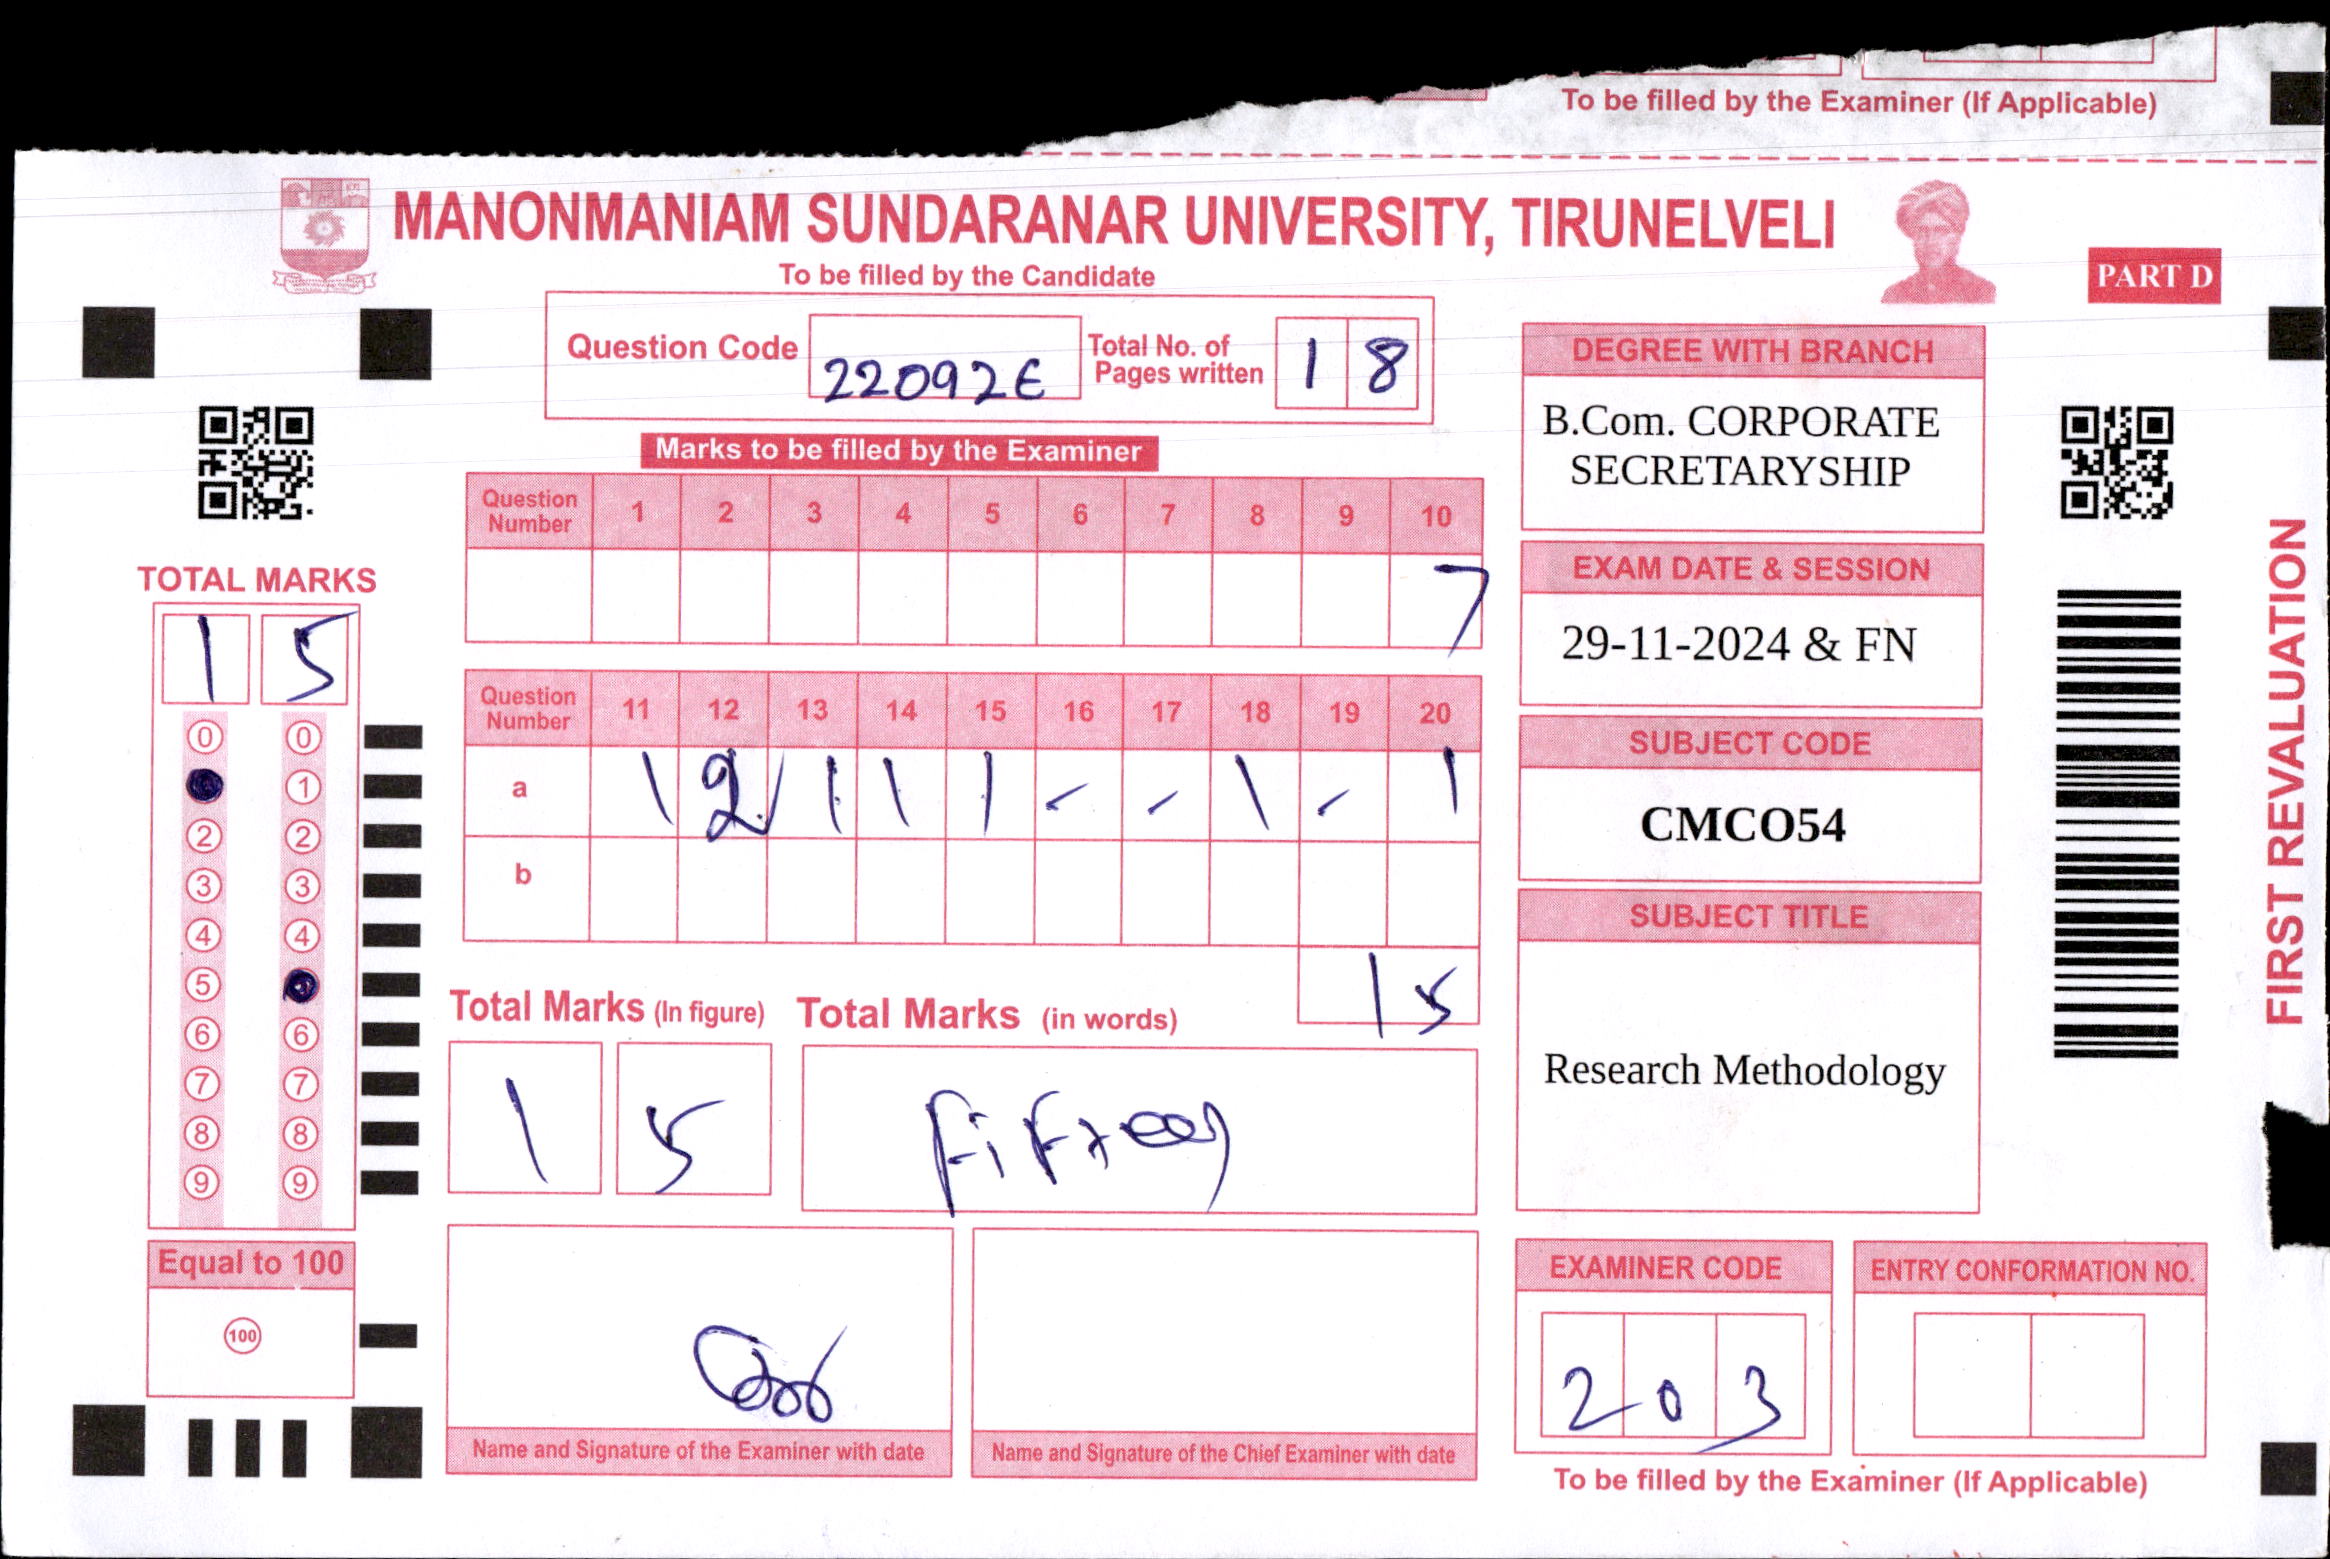 To be filled by the Examiner (If Applicable)
MANONMANIAM SUNDARANAR UNIVERSITY, TIRUNELVELI
PART D
To be filled by the Candidate
Question Code 22092E Total No. of Pages written 1 8
Marks to be filled by the Examiner
Question Number 1 2 3 4 5 6 7 8 9 10
7
Question Number 11 12 13 14 15 16 17 18 19 20
a 1 2 1 1 1 - - 1 - 1
b
15
Total Marks (In figure) Total Marks (in words)
1 5 Fifteen
Name and Signature of the Examiner with date
Name and Signature of the Chief Examiner with date
TOTAL MARKS
1 5
0 0
1
2 2
3 3
4 4
5
6 6
7 7
8 8
9 9
Equal to 100
100
DEGREE WITH BRANCH
B.Com. CORPORATE
SECRETARYSHIP
EXAM DATE & SESSION
29-11-2024 & FN
SUBJECT CODE
CMCO54
SUBJECT TITLE
Research Methodology
EXAMINER CODE
2 0 3
ENTRY CONFORMATION NO.
To be filled by the Examiner (If Applicable)
FIRST REVALUATION